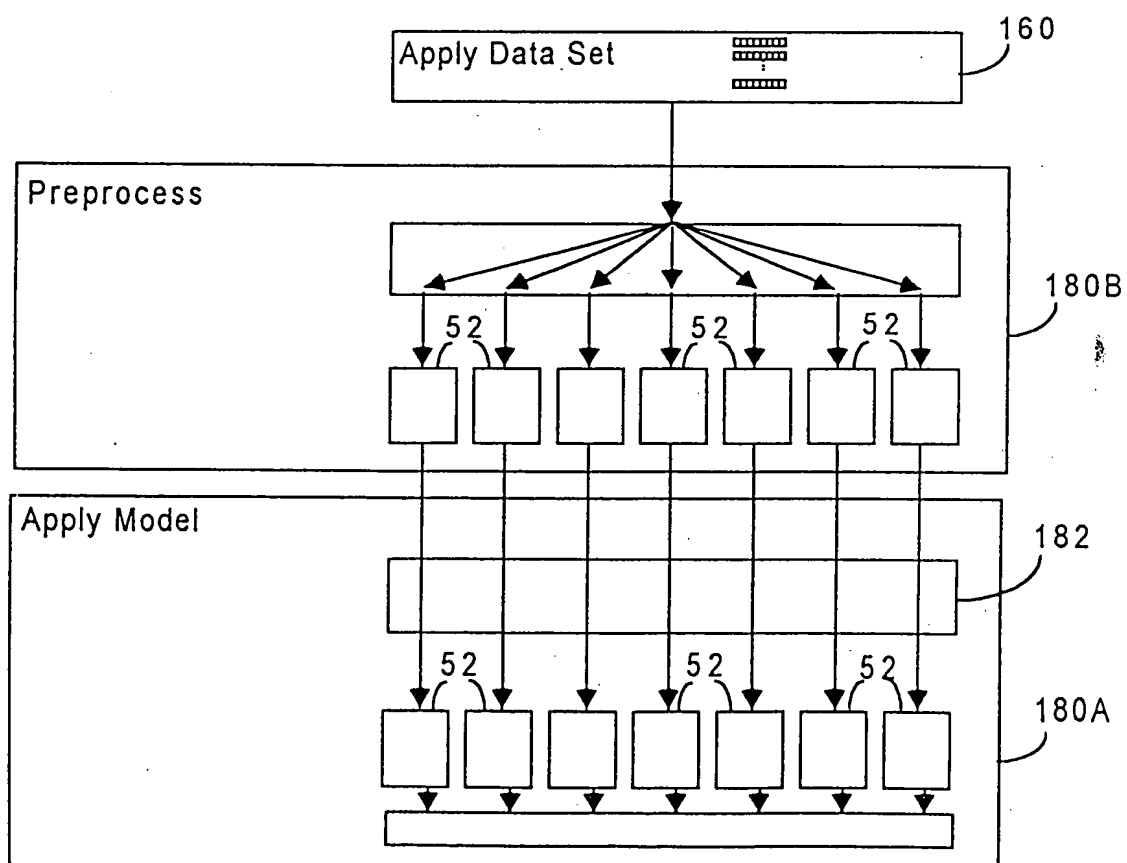 160
Apply Data Set
Preprocess
180B
52 52 52
Apply Model
182
52 52 52
180A